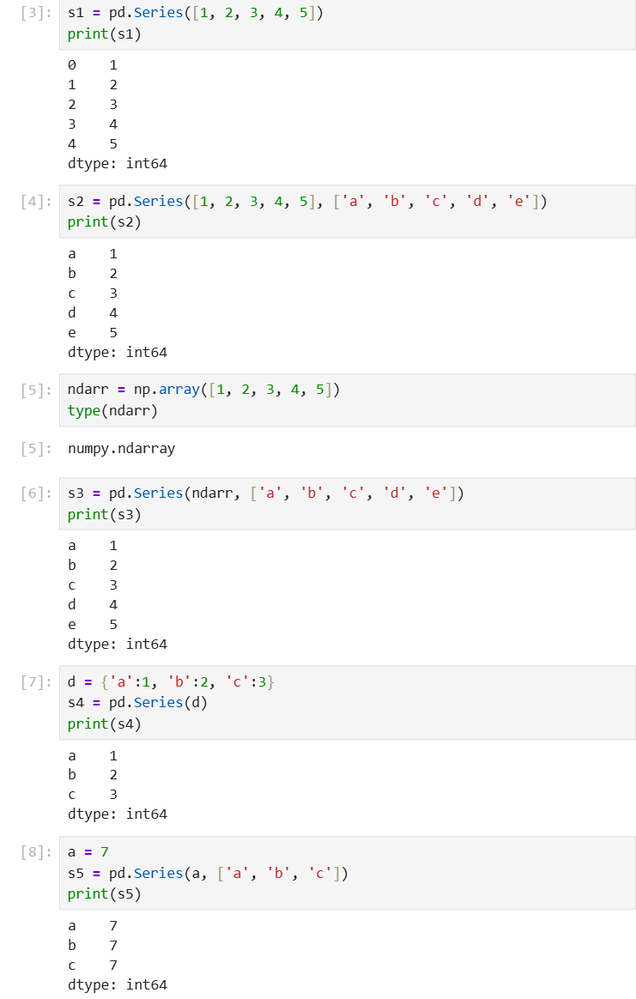 [3]: s1 = pd.Series([1, 2, 3, 4, 5])
print(s1)
0    1
1    2
2    3
3    4
4    5
dtype: int64
[4]: s2 = pd.Series([1, 2, 3, 4, 5], ['a', 'b', 'c', 'd', 'e'])
print(s2)
a    1
b    2
c    3
d    4
e    5
dtype: int64
[5]: ndarr = np.array([1, 2, 3, 4, 5])
type(ndarr)
[5]: numpy.ndarray
[6]: s3 = pd.Series(ndarr, ['a', 'b', 'c', 'd', 'e'])
print(s3)
a    1
b    2
c    3
d    4
e    5
dtype: int64
[7]: d = {'a':1, 'b':2, 'c':3}
s4 = pd.Series(d)
print(s4)
a    1
b    2
c    3
dtype: int64
[8]: a = 7
s5 = pd.Series(a, ['a', 'b', 'c'])
print(s5)
a    7
b    7
c    7
dtype: int64